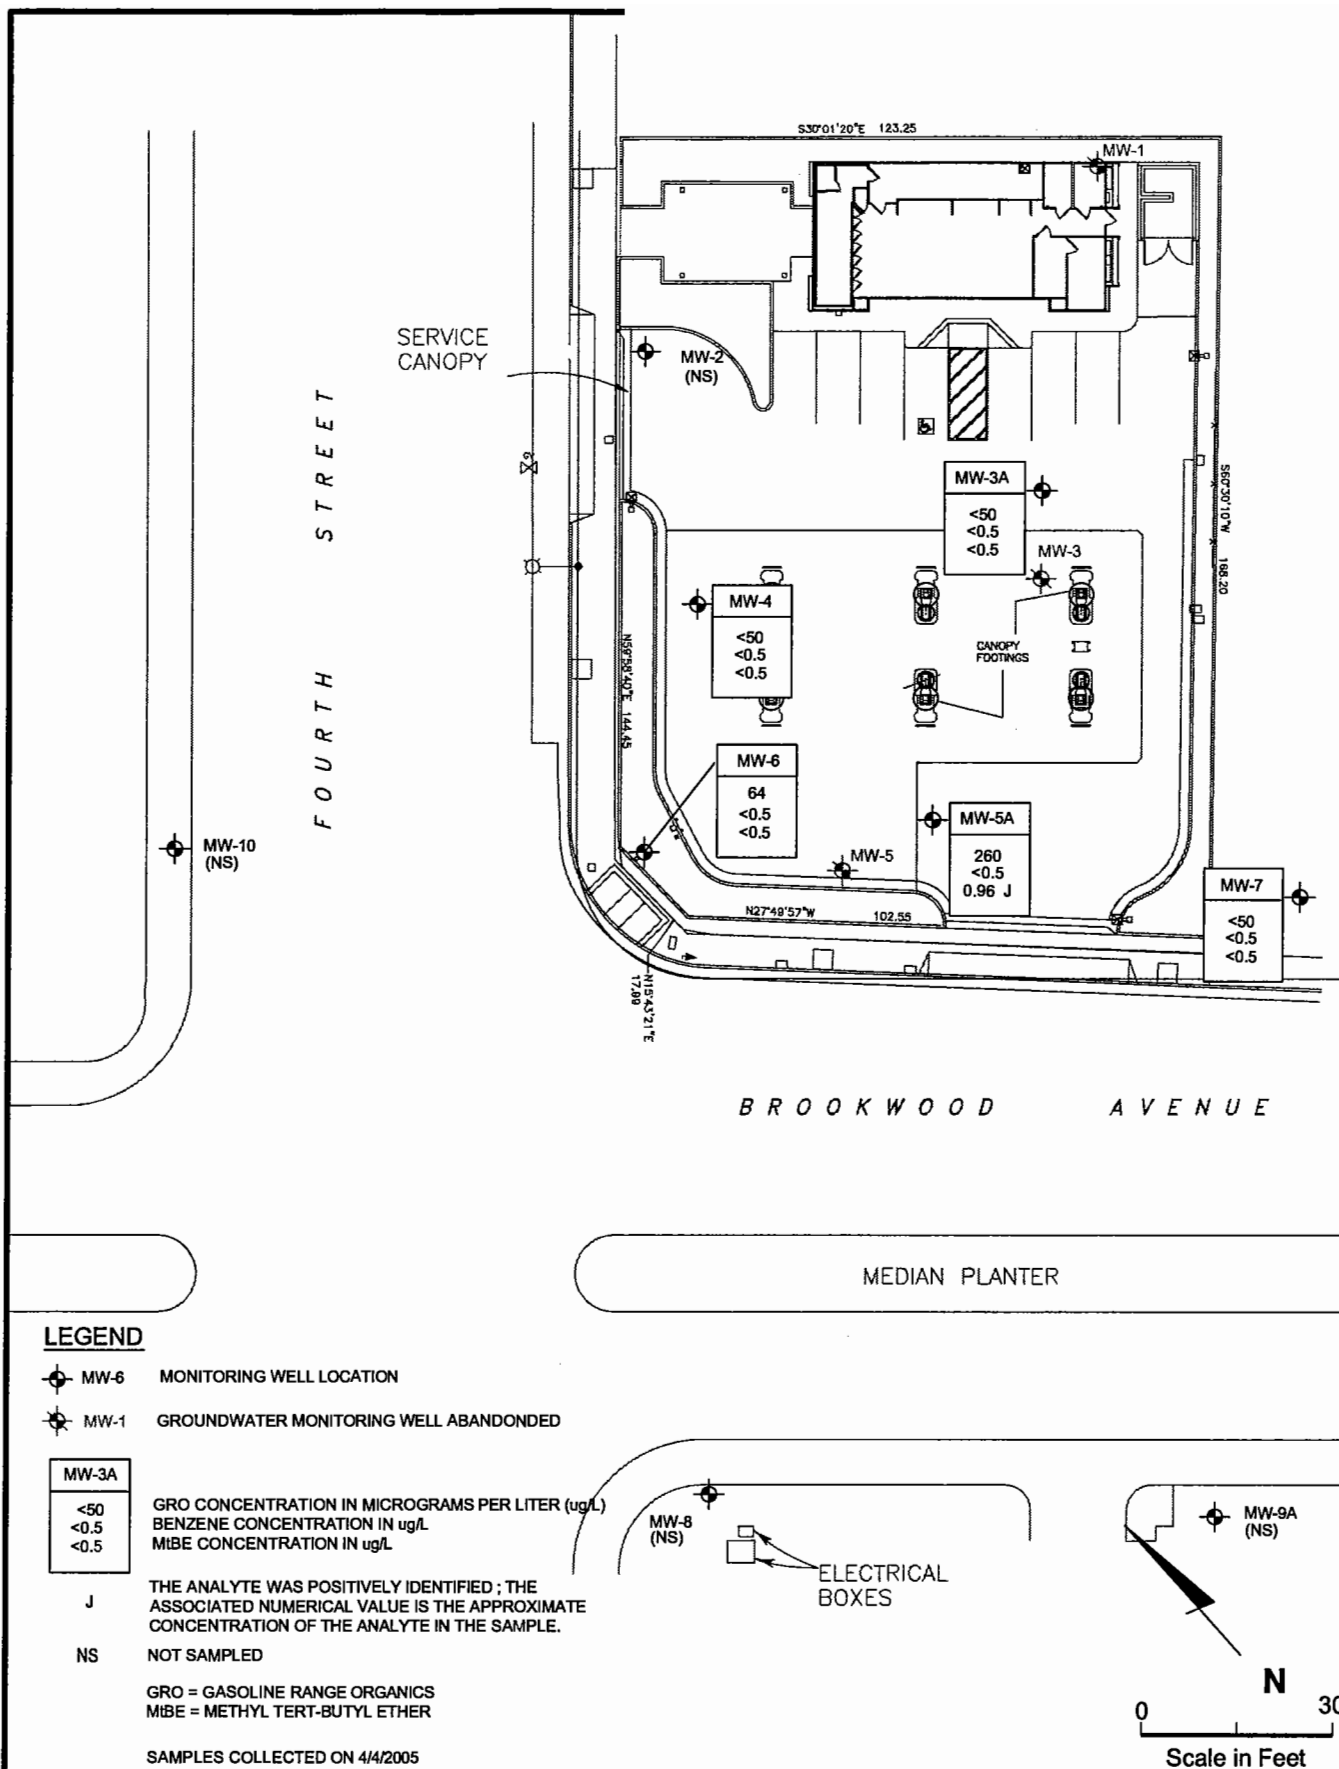 S30°01'20"E 123.25
MW-1
SERVICE
CANOPY
MW-2
(NS)
FOURTH STREET
G
MW-3A
<50
<0.5
<0.5
MW-3
S60°30'10"W 168.20
MW-4
<50
<0.5
<0.5
CANOPY
FOOTINGS
N59°58'40"E 144.45
MW-6
64
<0.5
<0.5
MW-5A
260
<0.5
0.96 J
MW-5
MW-10
(NS)
MW-7
<50
<0.5
<0.5
N27°49'57"W 102.55
N15°43'21"E
17.99
BROOKWOOD AVENUE
MEDIAN PLANTER
LEGEND
MW-6 MONITORING WELL LOCATION
MW-1 GROUNDWATER MONITORING WELL ABANDONDED
MW-3A
<50 GRO CONCENTRATION IN MICROGRAMS PER LITER (ug/L)
<0.5 BENZENE CONCENTRATION IN ug/L
<0.5 MtBE CONCENTRATION IN ug/L
J THE ANALYTE WAS POSITIVELY IDENTIFIED ; THE
ASSOCIATED NUMERICAL VALUE IS THE APPROXIMATE
CONCENTRATION OF THE ANALYTE IN THE SAMPLE.
NS NOT SAMPLED
GRO = GASOLINE RANGE ORGANICS
MtBE = METHYL TERT-BUTYL ETHER
SAMPLES COLLECTED ON 4/4/2005
MW-8
(NS)
ELECTRICAL
BOXES
MW-9A
(NS)
N
0 30
Scale in Feet